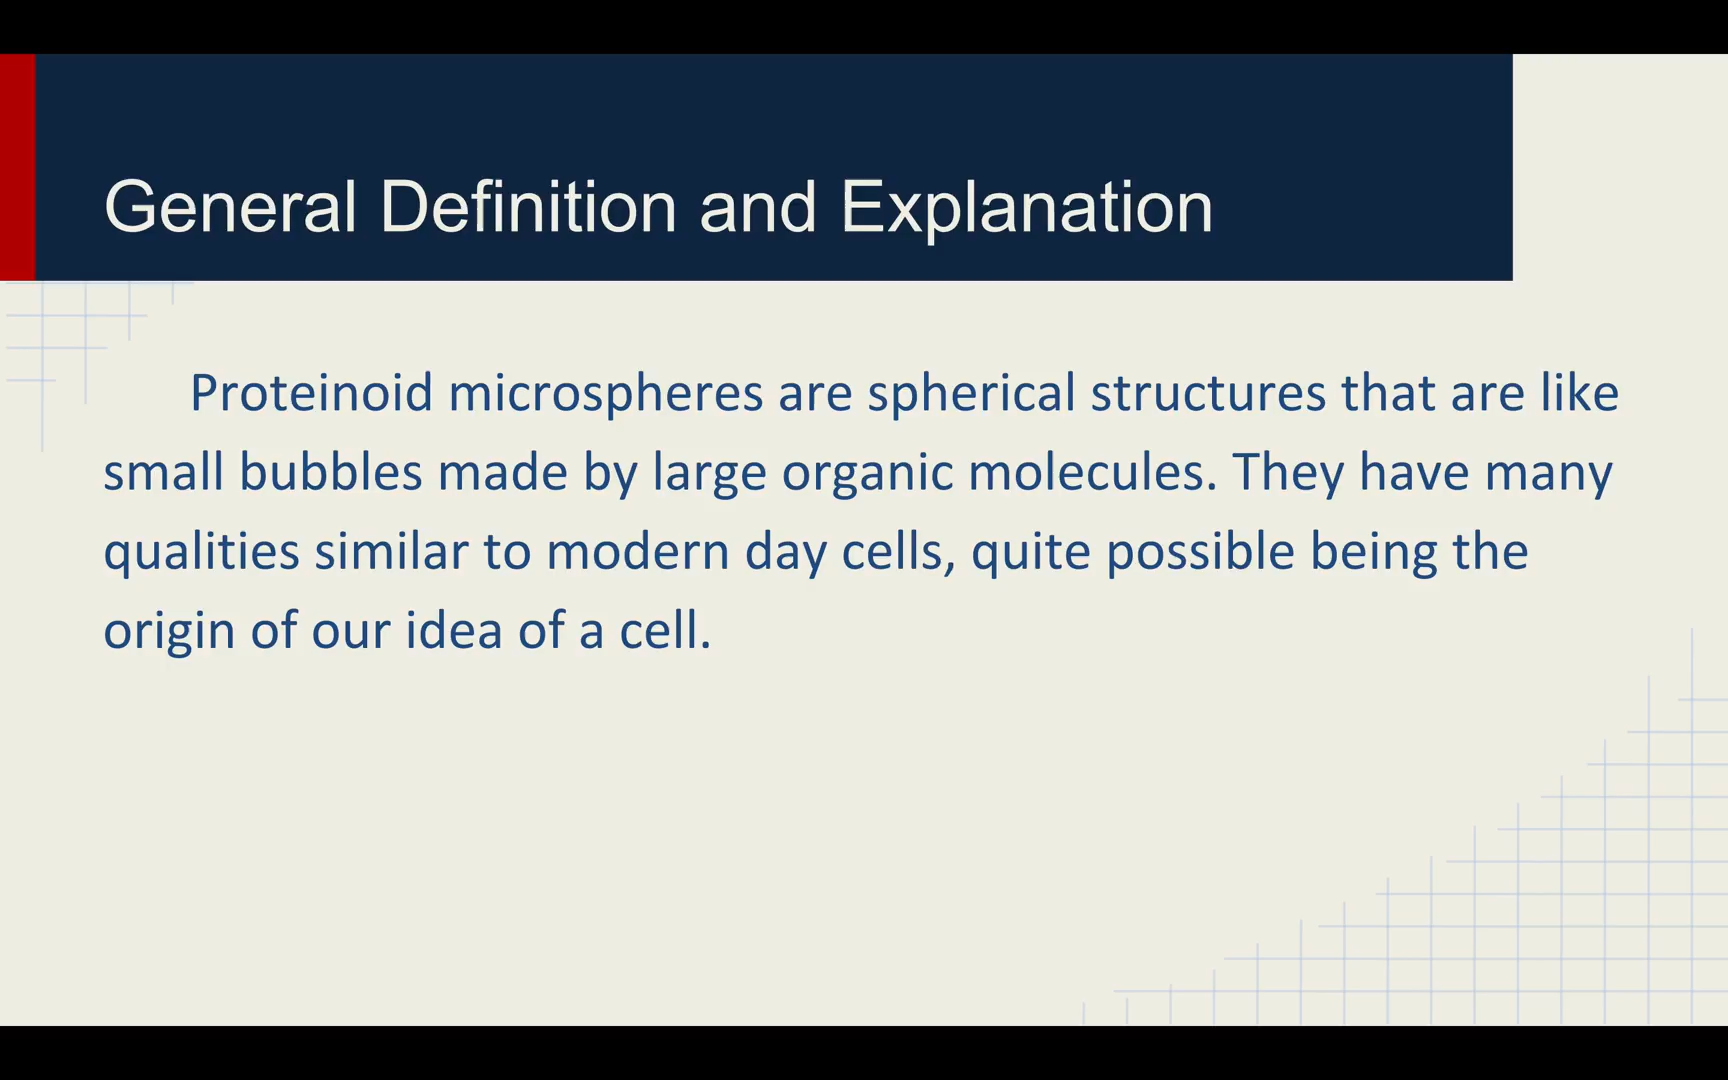 General Definition and Explanation
Proteinoid microspheres are spherical structures that are like
small bubbles made by large organic molecules. They have many
qualities similar to modern day cells, quite possible being the
origin of our idea of a cell.